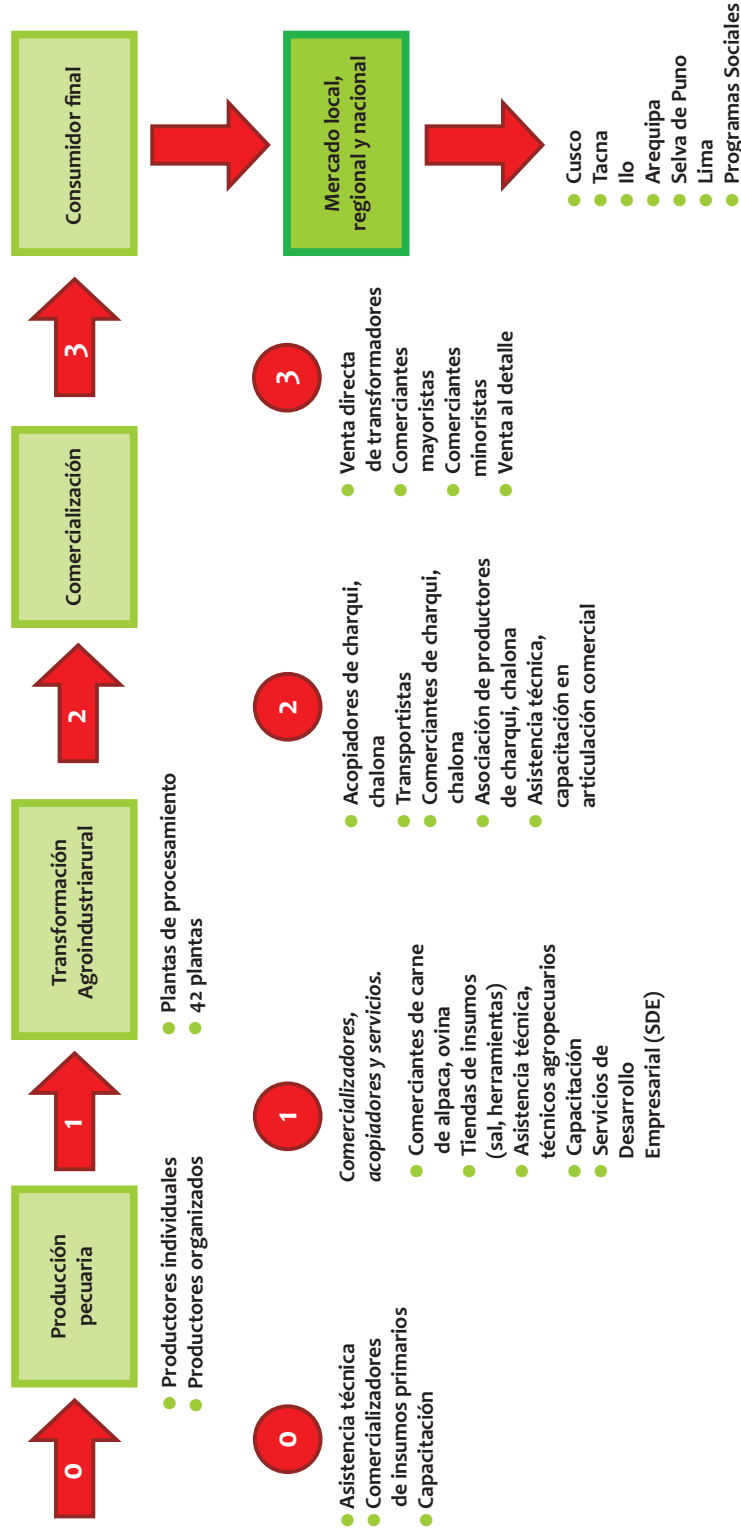 0
Producción
pecuaria
1
Transformación
Agroindustriarural
2
Comercialización
3
Consumidor final
Productores individuales
Productores organizados
Plantas de procesamiento
42 plantas
Mercado local,
regional y nacional
0
Asistencia técnica
Comercializadores
de insumos primarios
Capacitación
1
Comercializadores,
acopiadores y servicios.
Comerciantes de carne
de alpaca, ovina
Tiendas de insumos
(sal, herramientas)
Asistencia técnica,
técnicos agropecuarios
Capacitación
Servicios de
Desarrollo
Empresarial (SDE)
2
Acopiadores de charqui,
chalona
Transportistas
Comerciantes de charqui,
chalona
Asociación de productores
de charqui, chalona
Asistencia técnica,
capacitación en
articulación comercial
3
Venta directa
de transformadores
Comerciantes
mayoristas
Comerciantes
minoristas
Venta al detalle
Cusco
Tacna
Ilo
Arequipa
Selva de Puno
Lima
Programas Sociales